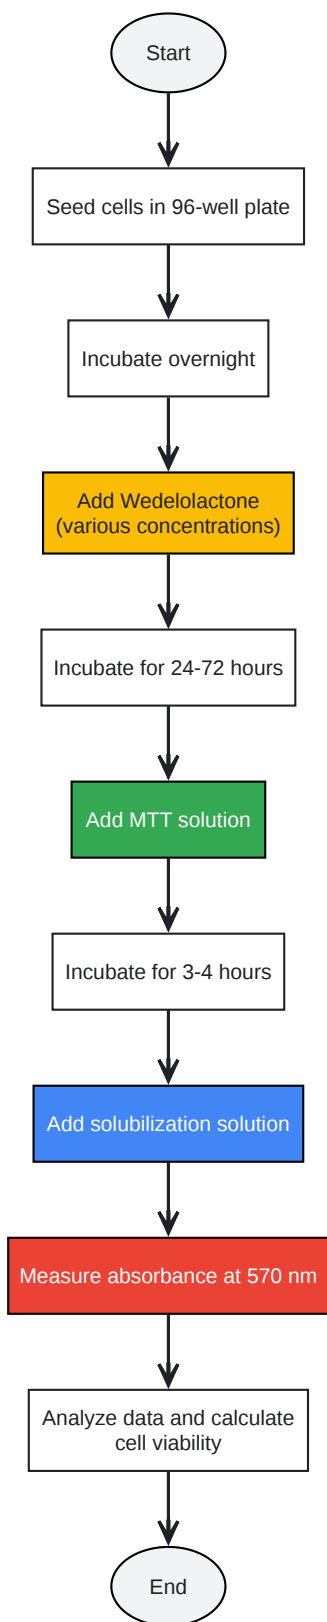 Start
Seed cells in 96-well plate
Incubate overnight
Add Wedelolactone
(various concentrations)
Incubate for 24-72 hours
Add MTT solution
Incubate for 3-4 hours
Add solubilization solution
Measure absorbance at 570 nm
Analyze data and calculate
cell viability
End